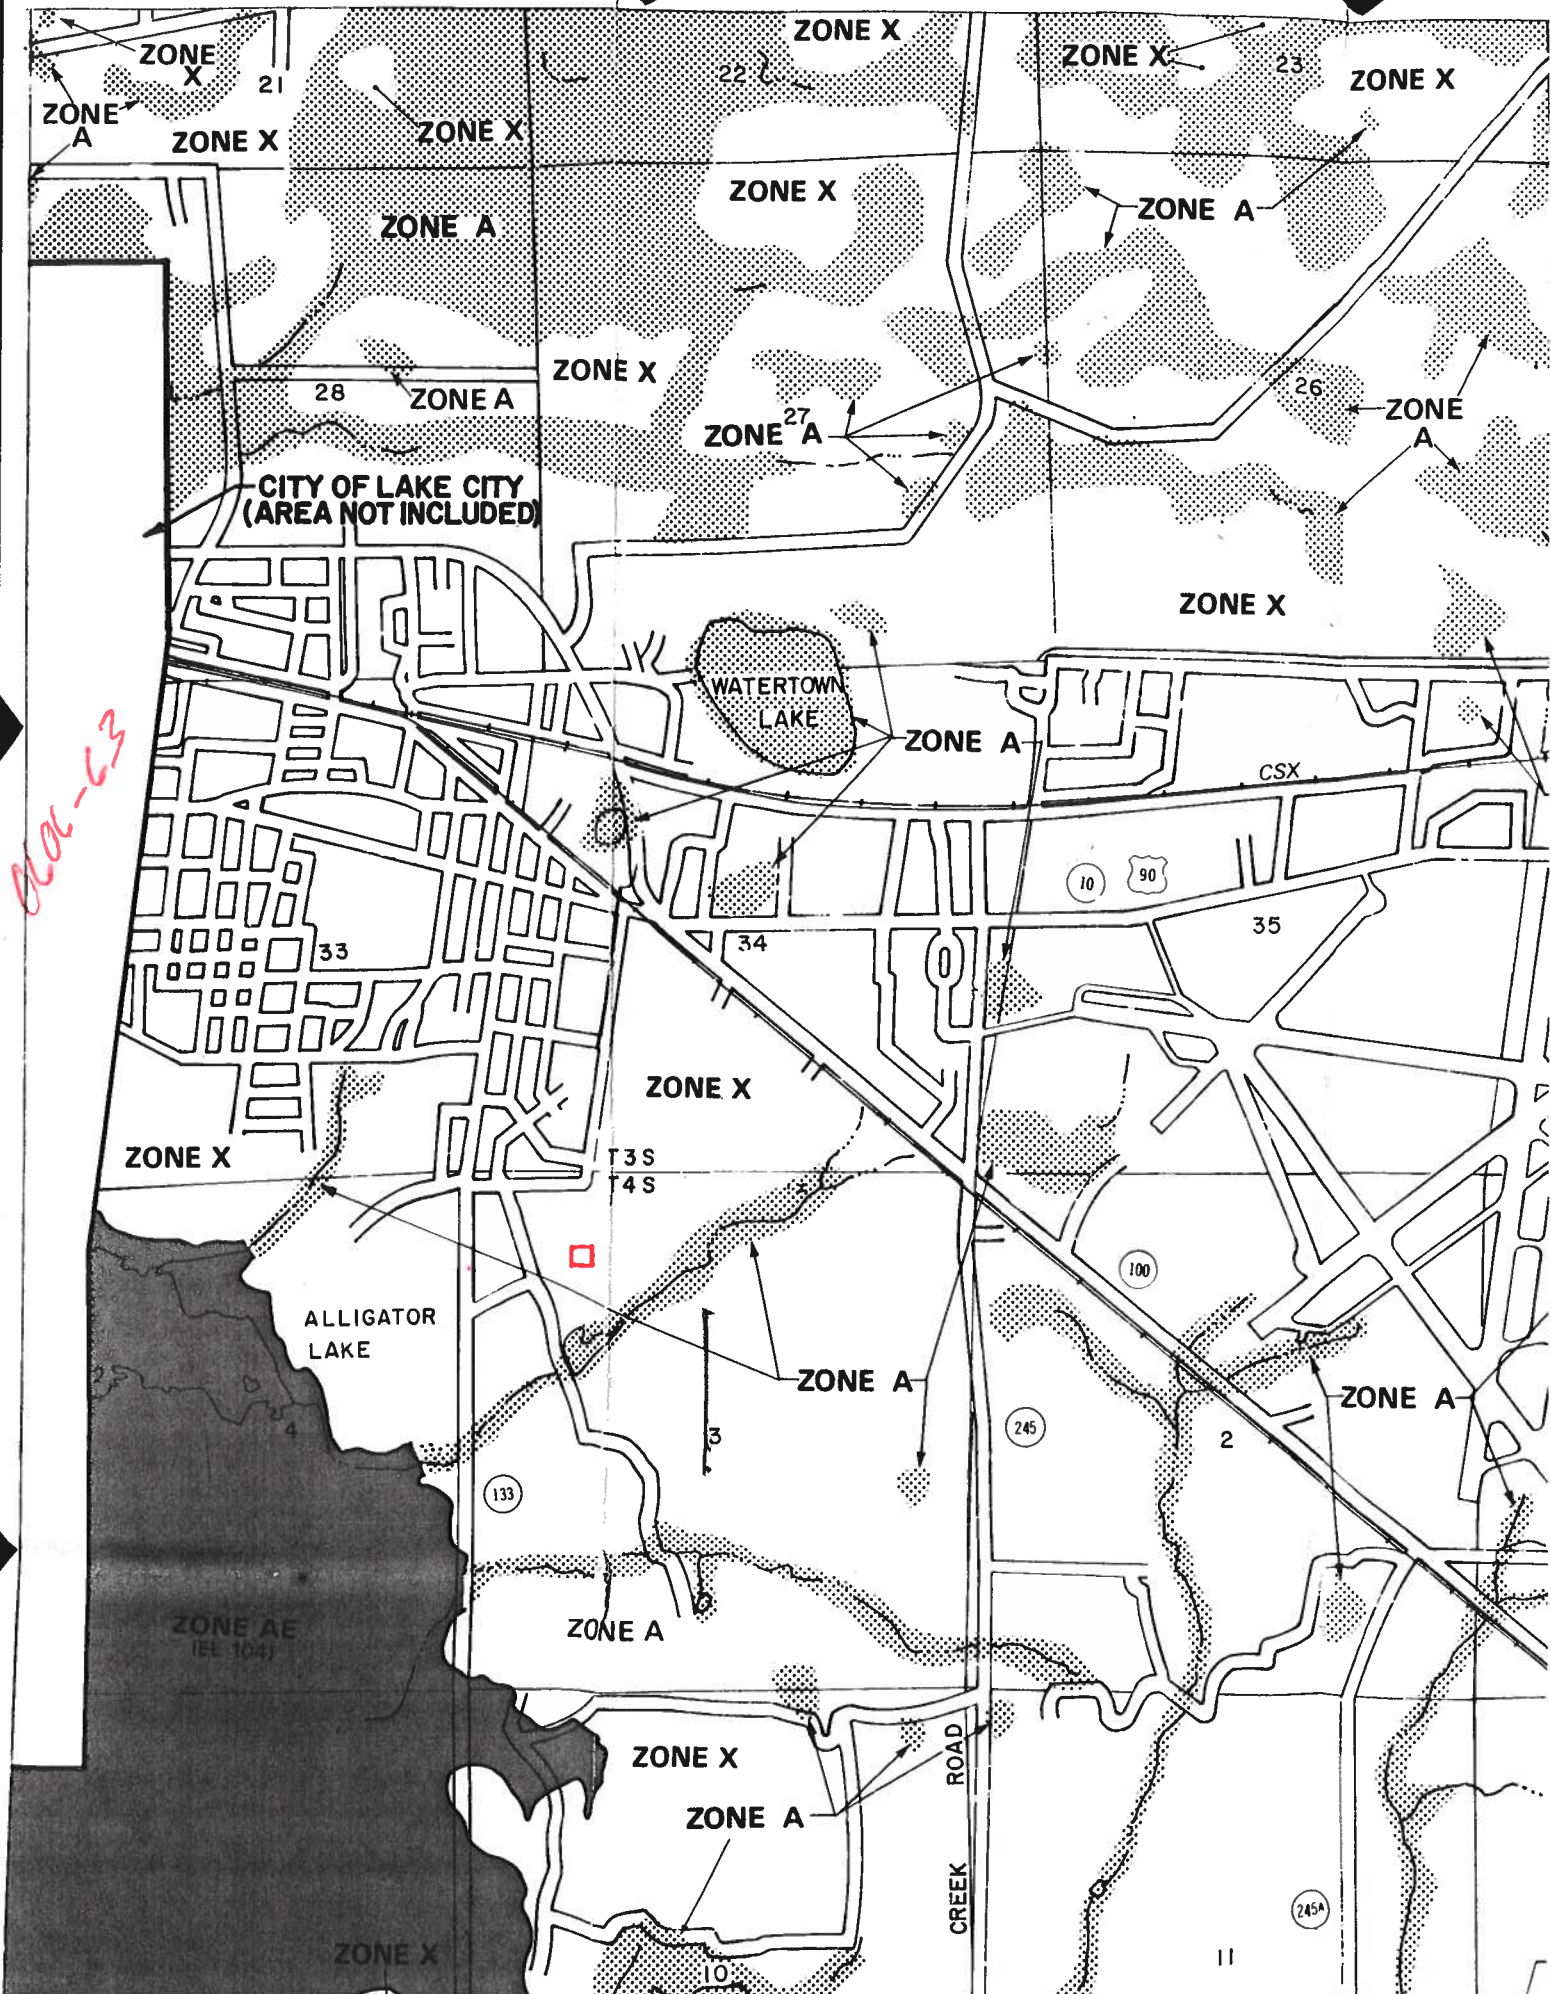 ZONE X
ZONE X
ZONE X
21
22
23
ZONE X
ZONE A
ZONE X
ZONE X
ZONE X
ZONE A
ZONE A
ZONE X
28
ZONE A
26
27
ZONE A
ZONE A
CITY OF LAKE CITY
(AREA NOT INCLUDED)
ZONE X
WATERTOWN
LAKE
ZONE A
CSX
10
90
33
34
35
ZONE X
ZONE X
T3S
T4S
100
ALLIGATOR
LAKE
ZONE A
ZONE A
4
3
245
2
133
ZONE AE
(EL 104)
ZONE A
ZONE X
ROAD
ZONE A
CREEK
245A
ZONE X
10
11